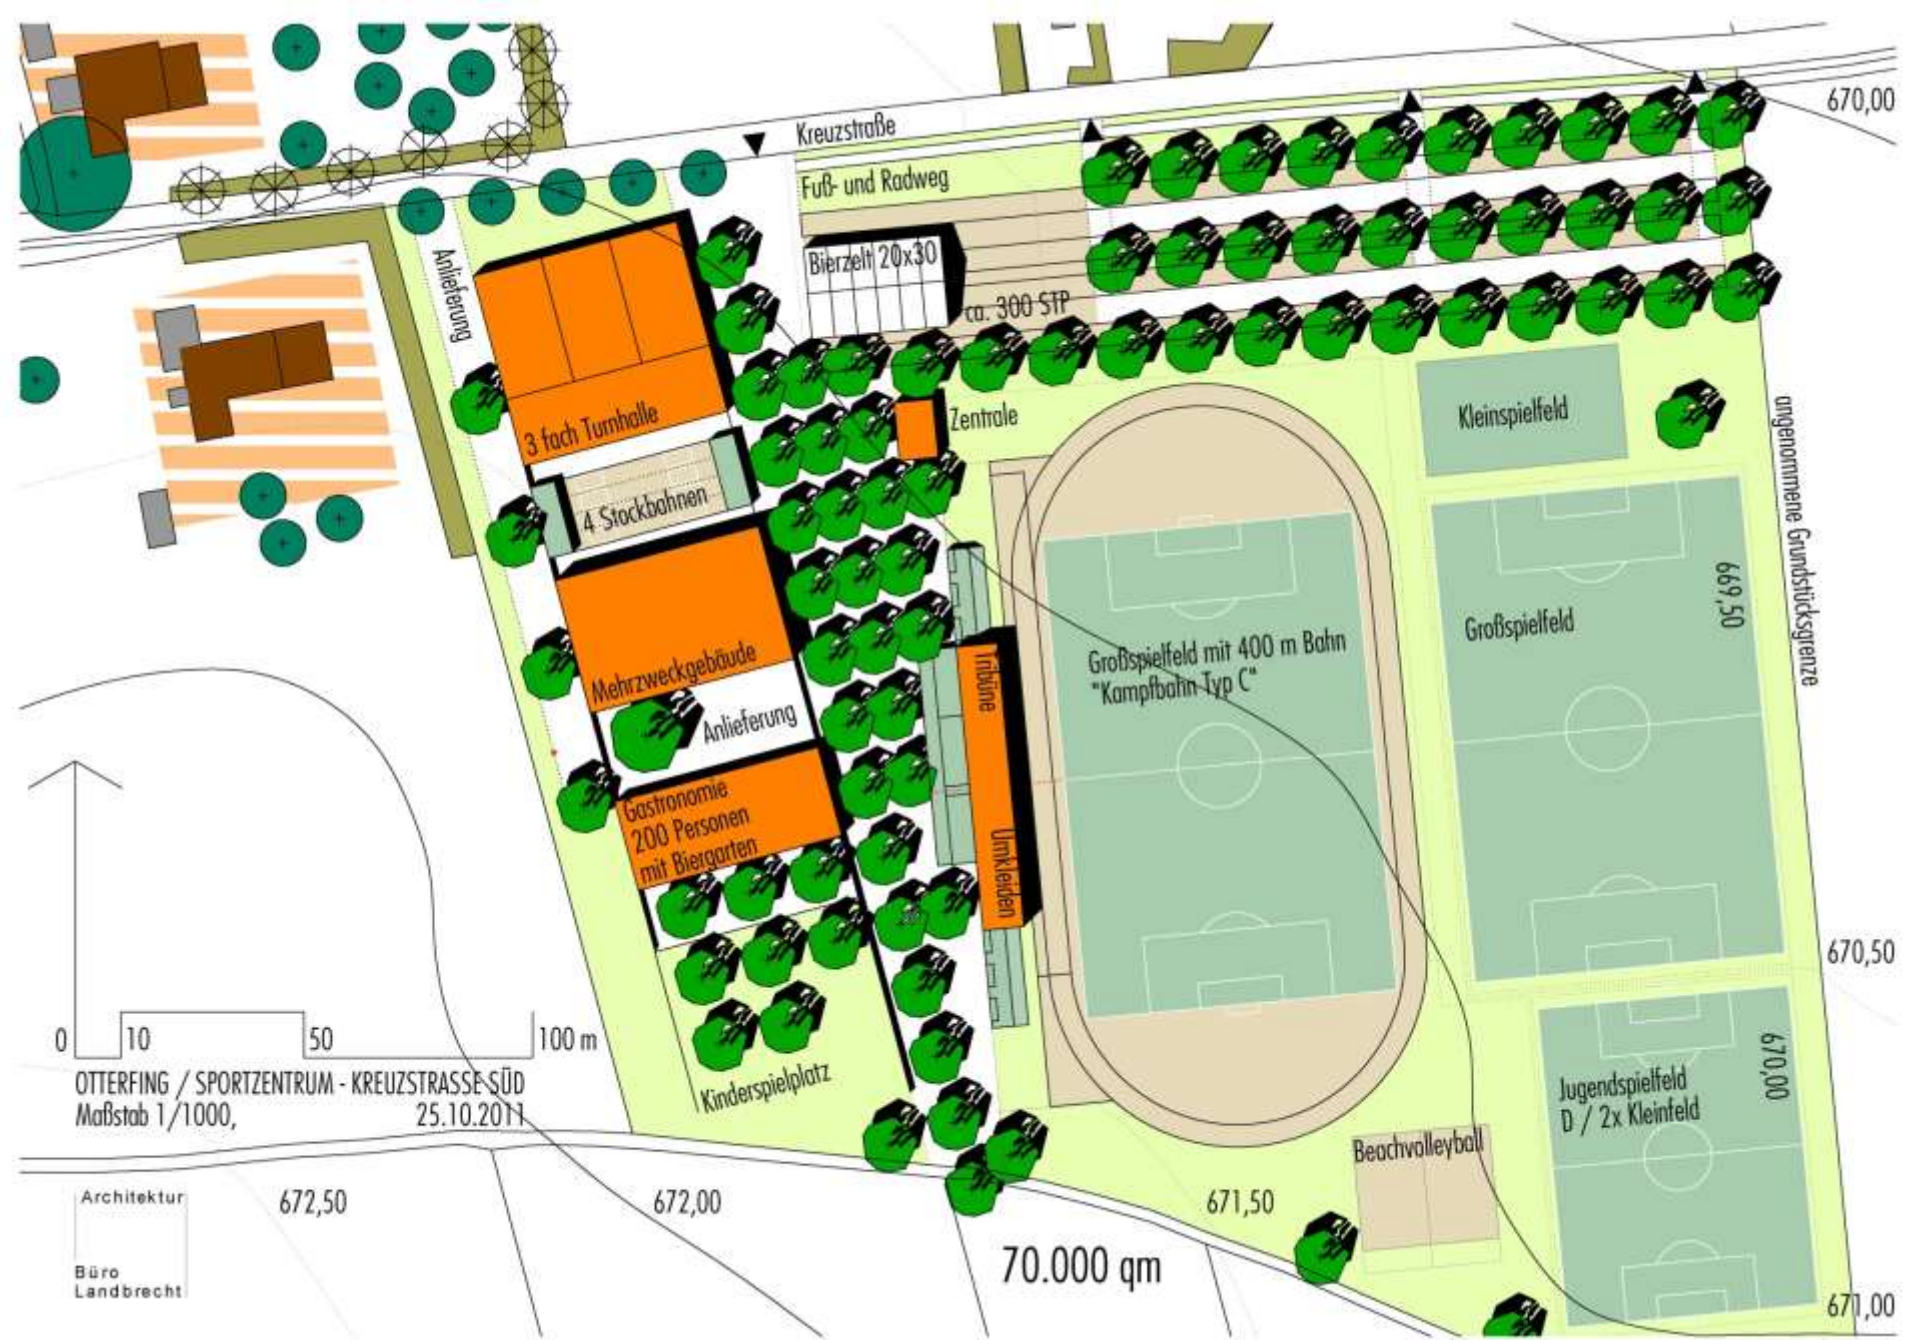 670,00
Kreuzstraße
Fuß- und Radweg
Anlieferung
Bierzelt 20x30
ca. 300 STP
3 fach Turnhalle
Zentrale
Kleinspielfeld
angenommene Grundstücksgrenze
4 Stockbahnen
669,50
Großspielfeld
Großspielfeld mit 400 m Bahn
"Kampfbahn Typ C"
Mehrzweckgebäude
Tribüne
Anlieferung
Gastronomie
200 Personen
mit Biergarten
Umkleiden
670,50
0
10
50
100 m
OTTERFING / SPORTZENTRUM - KREUZSTRASSE SÜD
Maßstab 1/1000, 25.10.2011
Kinderspielplatz
670,00
Jugendspielfeld
D / 2x Kleinfeld
Beachvolleyball
Architektur
Büro
Landbrecht
672,50
672,00
671,50
70.000 qm
671,00